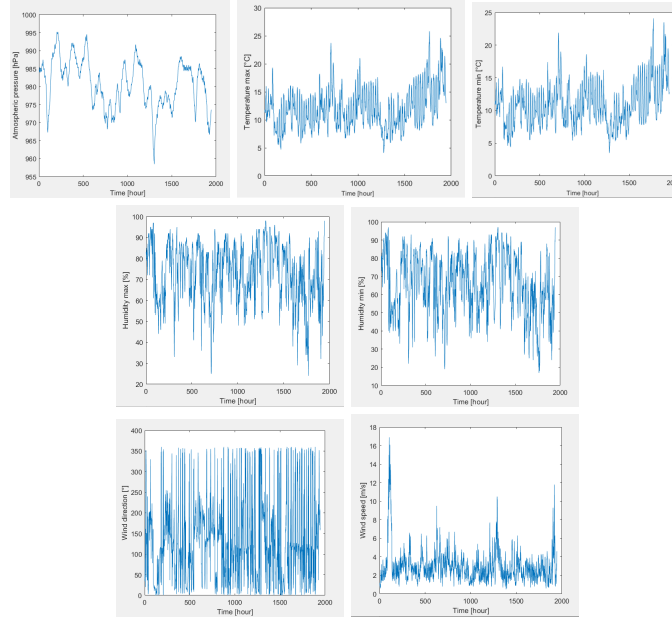 Atmospheric pressure [hPa]
1000
995
990
985
980
975
970
965
960
955
0 500 1000 1500 2000
Time [hour]
Temperature max [°C]
30
25
20
15
10
5
0
0 500 1000 1500 2000
Time [hour]
Temperature min [°C]
25
20
15
10
5
0
0 500 1000 1500 2000
Time [hour]
Humidity max [%]
100
90
80
70
60
50
40
30
20
0 500 1000 1500 2000
Time [hour]
Humidity min [%]
100
90
80
70
60
50
40
30
20
10
0 500 1000 1500 2000
Time [hour]
Wind direction [°]
400
350
300
250
200
150
100
50
0
0 500 1000 1500 2000
Time [hour]
Wind speed [m/s]
18
16
14
12
10
8
6
4
2
0
0 500 1000 1500 2000
Time [hour]